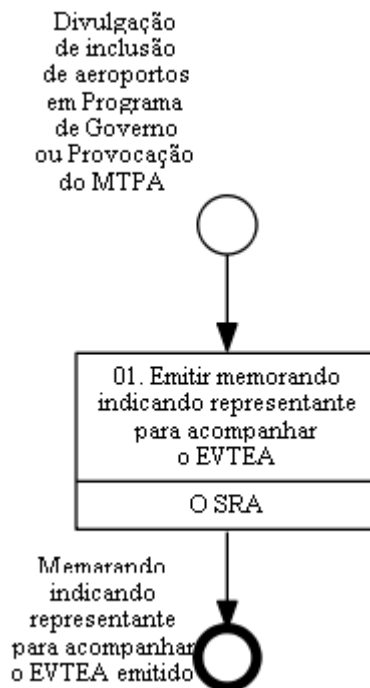 Divulgação
de inclusão
de aeroportos
em Programa
de Governo
ou Provocação
do MTPA
01. Emitir memorando
indicando representante
para acompanhar
o EVTEA
O SRA
Memarando
indicando
representante
para acompanhar
o EVTEA emitido